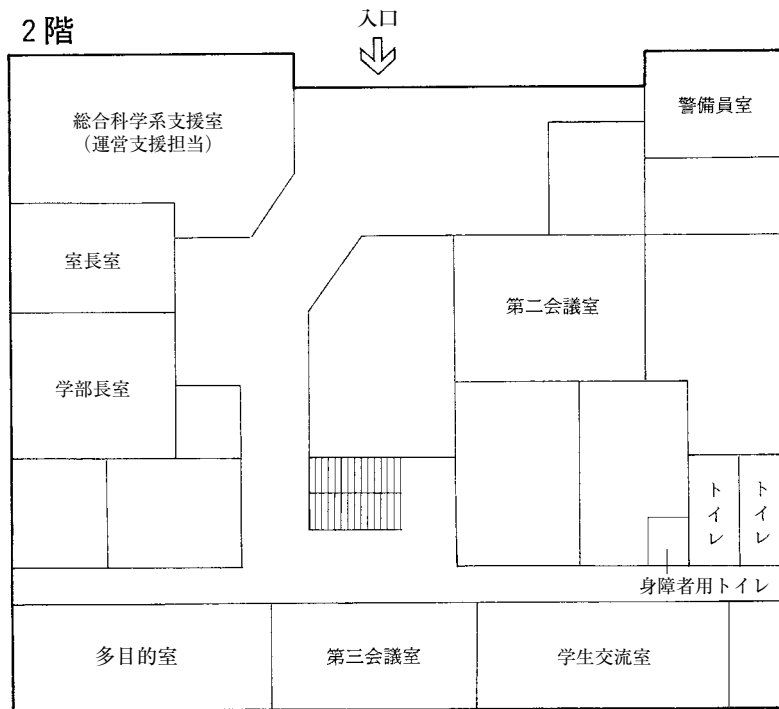 2階
入口
総合科学系支援室
(運営支援担当)
警備員室
室長室
第二会議室
学部長室
トイレ
トイレ
身障者用トイレ
多目的室
第三会議室
学生交流室